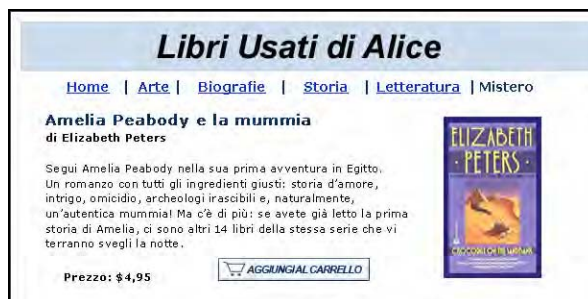 Libri Usati di Alice
Home | Arte | Biografie | Storia | Letteratura | Mistero
Amelia Peabody e la mummia
di Elizabeth Peters
Segui Amelia Peabody nella sua prima avventura in Egitto.
Un romanzo con tutti gli ingredienti giusti: storia d'amore,
intrigo, omicidio, archeologi irascibili e, naturalmente,
un'autentica mummia! Ma c'è di più: se avete già letto la prima
storia di Amelia, ci sono altri 14 libri della stessa serie che vi
terranno svegli la notte.
Prezzo: $4,95
AGGIUNGI AL CARRELLO
ELIZABETH
PETERS
CROCODILE ON THE SANDBANK